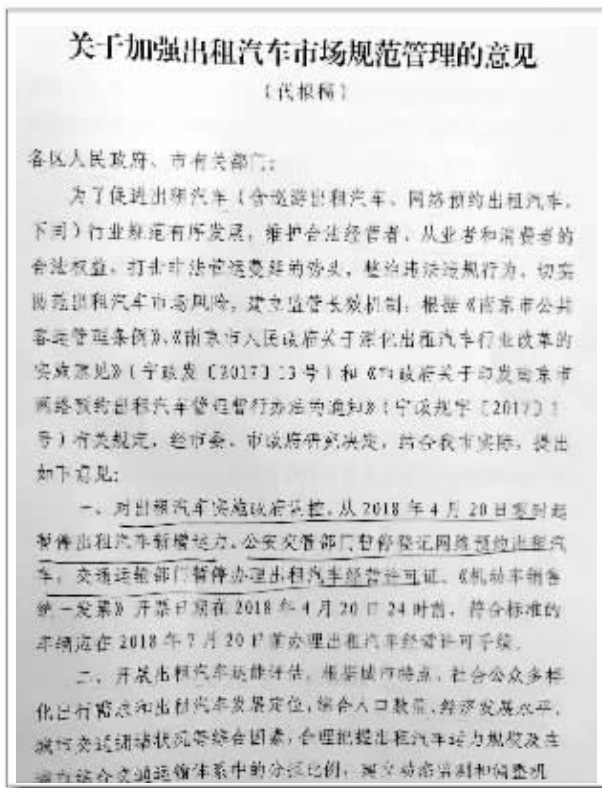 关于加强出租汽车市场规范管理的意见
（代拟稿）
各区人民政府、市有关部门：
为了促进出租汽车（含巡游出租汽车、网络预约出租汽车，
下同）行业规范有序发展，维护合法经营者、从业者和消费者的
合法权益，打击非法营运蔓延的势头，整治违法违规行为，切实
防范出租汽车市场风险，建立监管长效机制，根据《南京市公共
客运管理条例》、《南京市人民政府关于深化出租汽车行业改革的
实施意见》（宁政发〔2017〕13号）和《市政府关于印发南京市
网络预约出租汽车管理暂行办法的通知》（宁政规字〔2017〕1
号）有关规定，经市委、市政府研究决定，结合我市实际，提出
如下意见：
一、对出租汽车实施政府调控，从2018年4月20日零时起
暂停出租汽车新增运力，公安交管部门暂停登记网络预约出租汽
车，交通运输部门暂停办理出租汽车经营许可证。《机动车销售
统一发票》开票日期在2018年4月20日24时前，符合标准的
车辆应在2018年7月20日前办理出租汽车经营许可手续。
二、开展出租汽车运能评估。根据城市特点、社会公众多样
化出行需求和出租汽车发展定位，综合人口数量、经济发展水平、
城市交通拥堵状况等综合因素，合理把握出租汽车运力规模及在
城市综合交通运输体系中的分担比例，建立动态监测和调整机